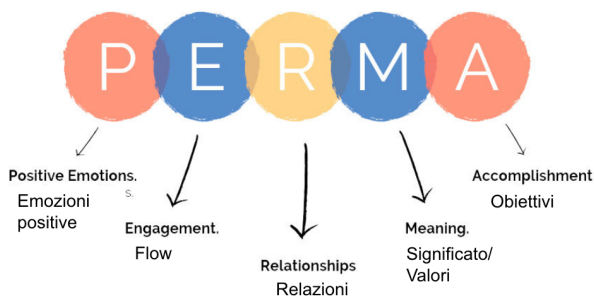 P E R M A
Positive Emotions.
s.
Emozioni
positive
Engagement.
Flow
Relationships
Relazioni
Meaning.
Significato/
Valori
Accomplishment
Obiettivi